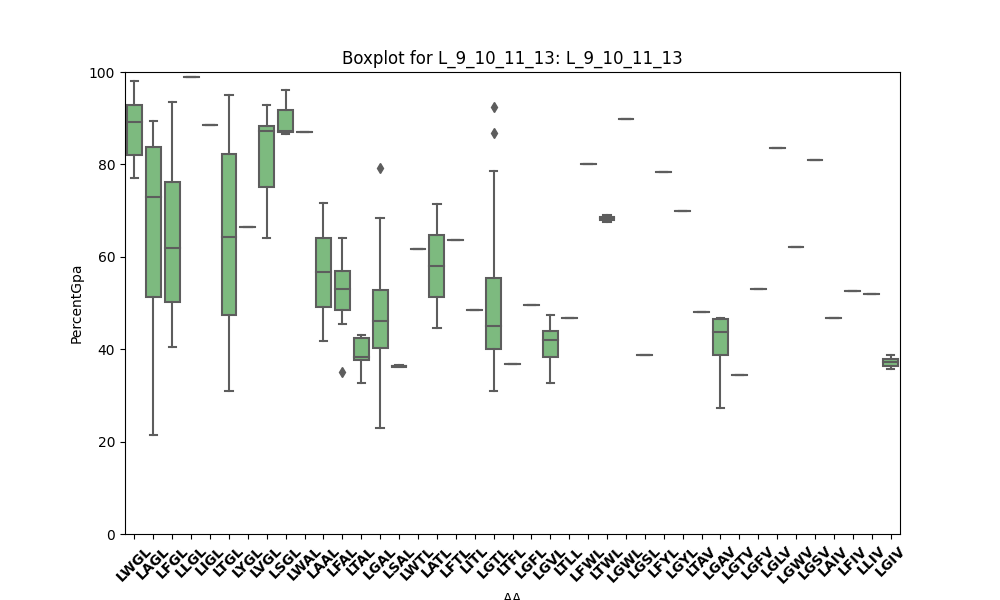 Boxplot for L_9_10_11_13: L_9_10_11_13
PercentGpa
100
80
60
40
20
0
LWGL LAGL LFGL LLGL LIGL LTGL LYGL LVGL LSGL LWAL LAAL LFAL LTAL LGAL LSAL LWTL LATL LFTL LITL LGTL LTFL LGFL LGVL LTLL LFWL LTWL LGWL LGSL LFYL LGYL LTAV LGAV LGTV LGFV LGLV LGWV LGSV LAIV LFIV LLIV LGIV
AA